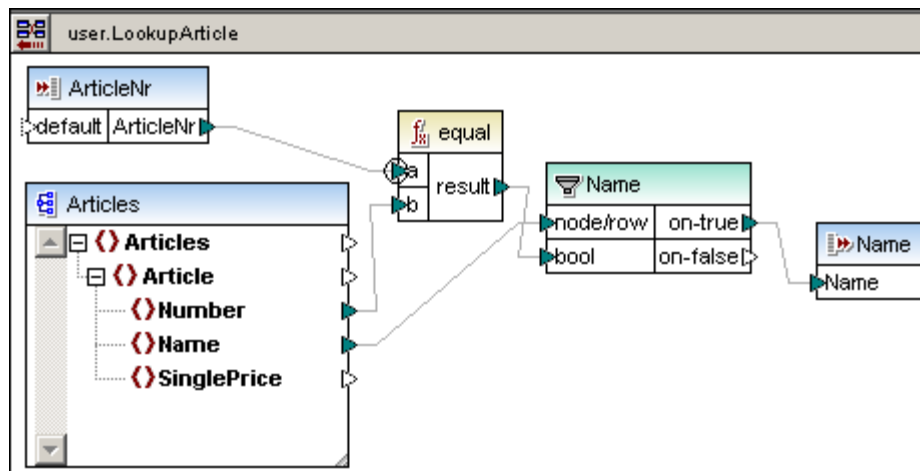 user.LookupArticle
ArticleNr
default ArticleNr
fx equal
a
result
b
Name
node/row on-true
bool on-false
Name
Name
Articles
Articles
Article
Number
Name
SinglePrice